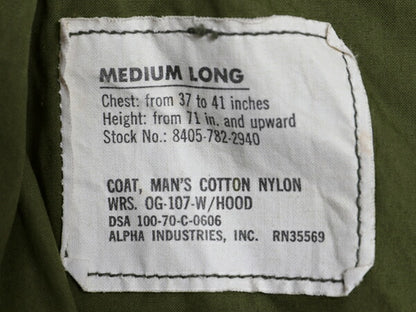 MEDIUM LONG
Chest: from 37 to 41 inches
Height: from 71 in. and upward
Stock No.: 8405-782-2940
COAT, MAN'S COTTON NYLON
WRS. OG-107-W/HOOD
DSA 100-70-C-0606
ALPHA INDUSTRIES, INC. RN35569